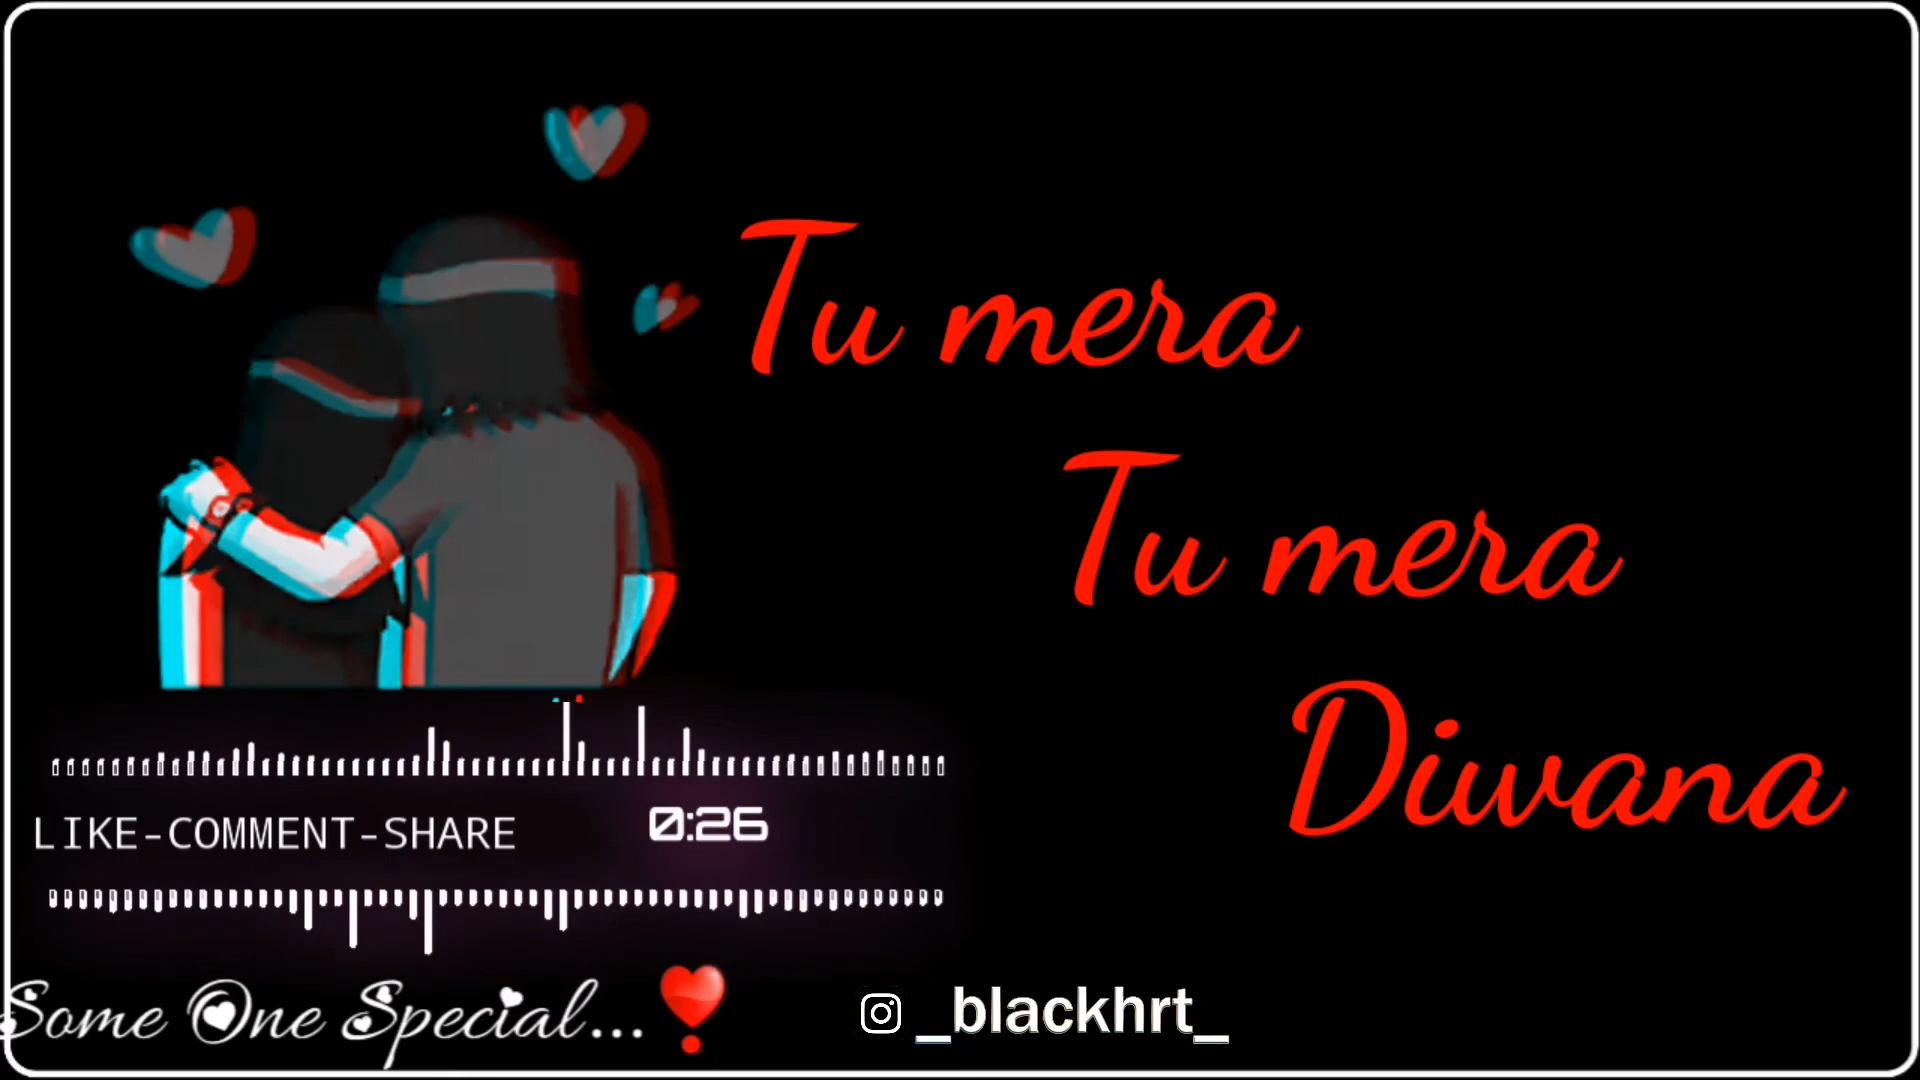 Tu mera
Tu mera
Diwana
LIKE-COMMENT-SHARE
0:26
Some One Special...
_blackhrt_